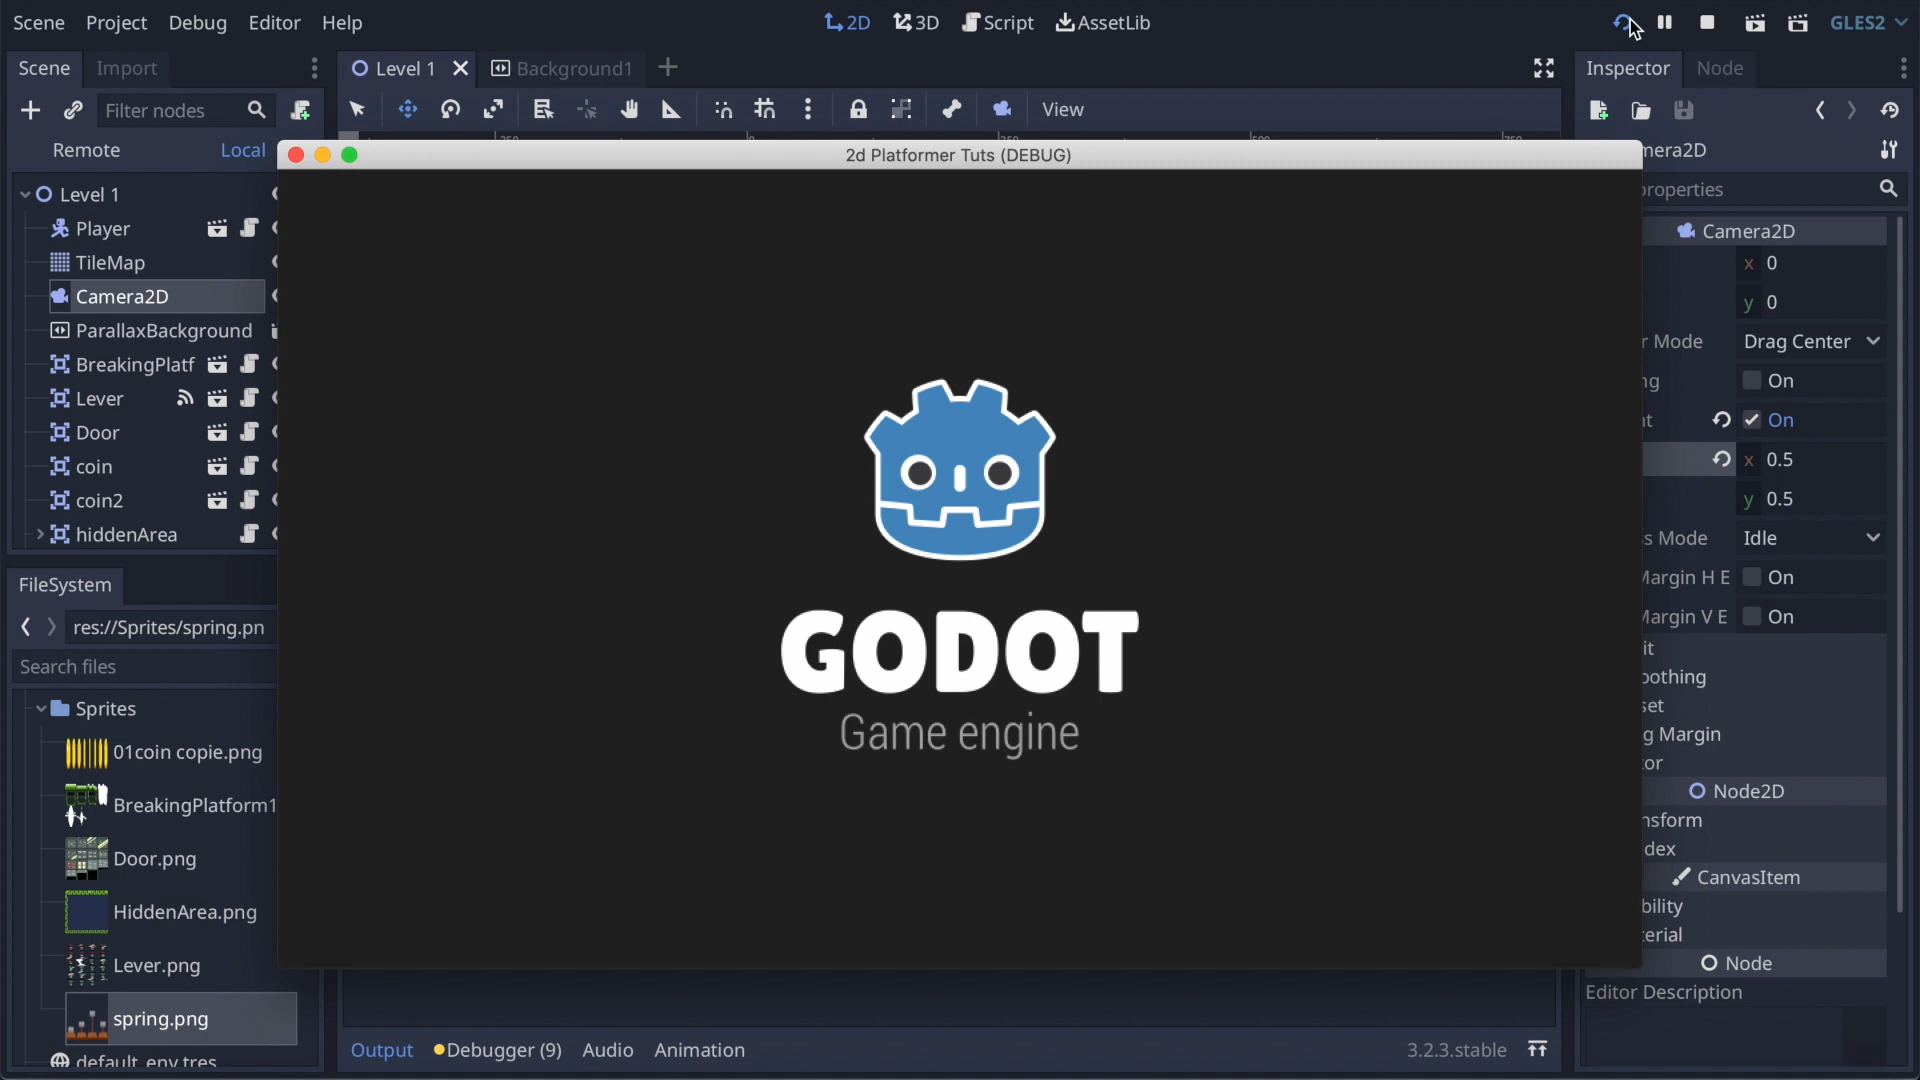 Scene Project Debug Editor Help
2D 3D Script AssetLib
GLES2
Scene Import
Level 1 Background1
Inspector Node
Filter nodes
View
Remote Local
2d Platformer Tuts (DEBUG)
mera2D
properties
Level 1
Player
TileMap
Camera2D
ParallaxBackground
BreakingPlatf
Lever
Door
coin
coin2
hiddenArea
Camera2D
x 0
y 0
r Mode Drag Center
ng On
t On
x 0.5
y 0.5
s Mode Idle
Margin H E On
Margin V E On
it
oothing
set
g Margin
or
Node2D
nsform
dex
CanvasItem
bility
terial
Node
Editor Description
GODOT
Game engine
FileSystem
res://Sprites/spring.pn
Search files
Sprites
01coin copie.png
BreakingPlatform1
Door.png
HiddenArea.png
Lever.png
spring.png
default_env.tres
Output Debugger (9) Audio Animation
3.2.3.stable